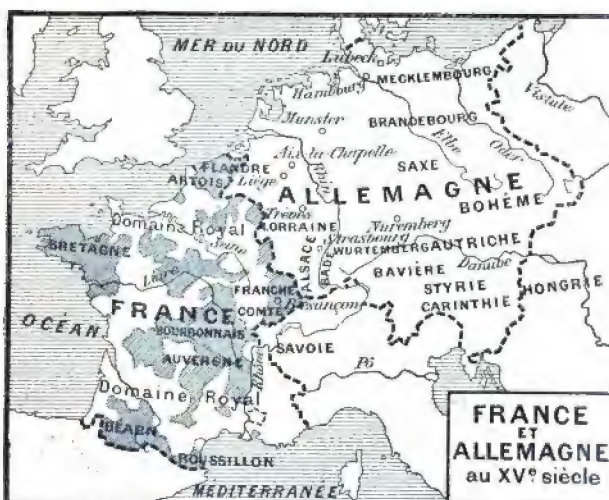 MER DU NORD
Lubeck
MECKLEMBOURG
Hambourg
Vistule
Munster
BRANDEBOURG
Elbe
Oder
Aix-la-Chapelle
FLANDRE
ARTOIS
Liège
Rhin
SAXE
ALLEMAGNE
BOHÊME
Domaine Royal
Trèves
LORRAINE
Seine
Nuremberg
BRETAGNE
Strasbourg
ALSACE
BADE
WURTEMBERG
AUTRICHE
Loire
BAVIÈRE
Danube
FRANCHE
COMTÉ
Besançon
STYRIE
CARINTHIE
HONGRIE
FRANCE
OCÉAN
BOURBONNAIS
AUVERGNE
SAVOIE
Rhône
Pô
Domaine Royal
BÉARN
ROUSSILLON
MÉDITERRANÉE
FRANCE
ET
ALLEMAGNE
au XVe siècle